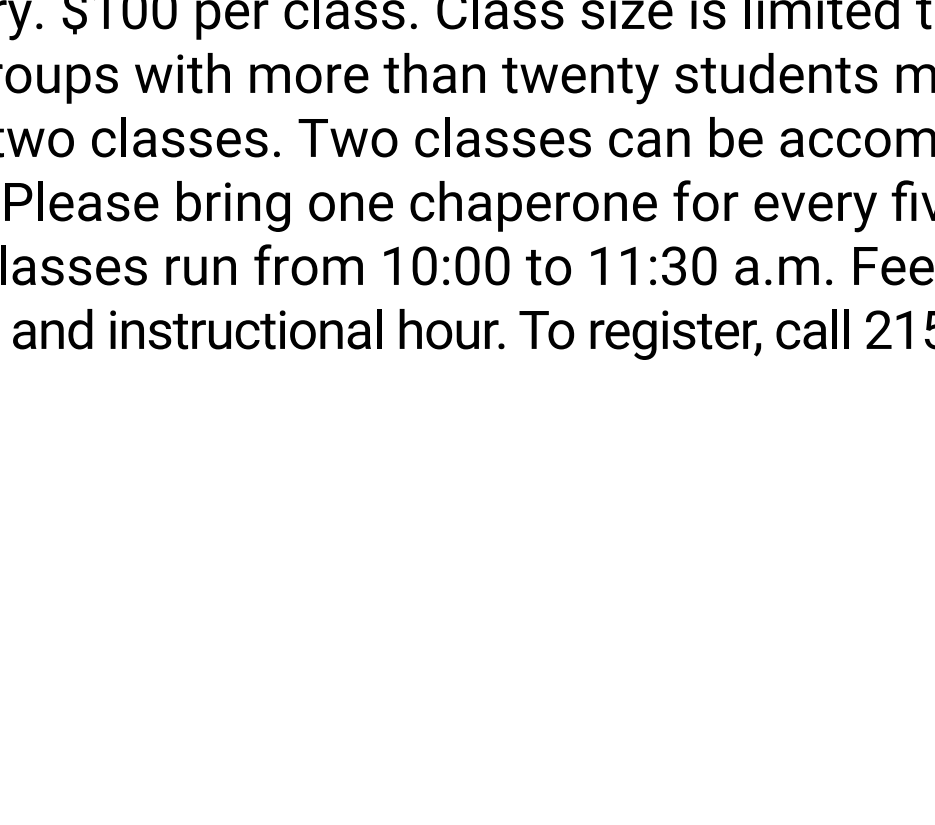 ry. $100 per class. Class size is limited t
roups with more than twenty students m
two classes. Two classes can be accom
Please bring one chaperone for every fiv
lasses run from 10:00 to 11:30 a.m. Fee
and instructional hour. To register, call 215